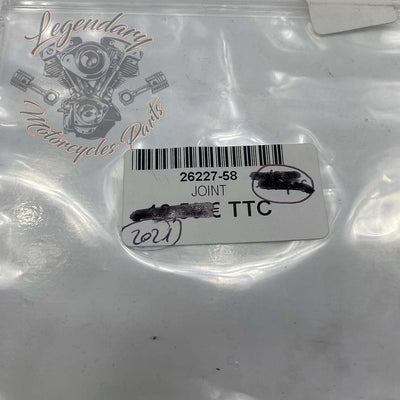 Legendary
Motorcycles Parts
26227-58
JOINT
€ TTC
(2021)